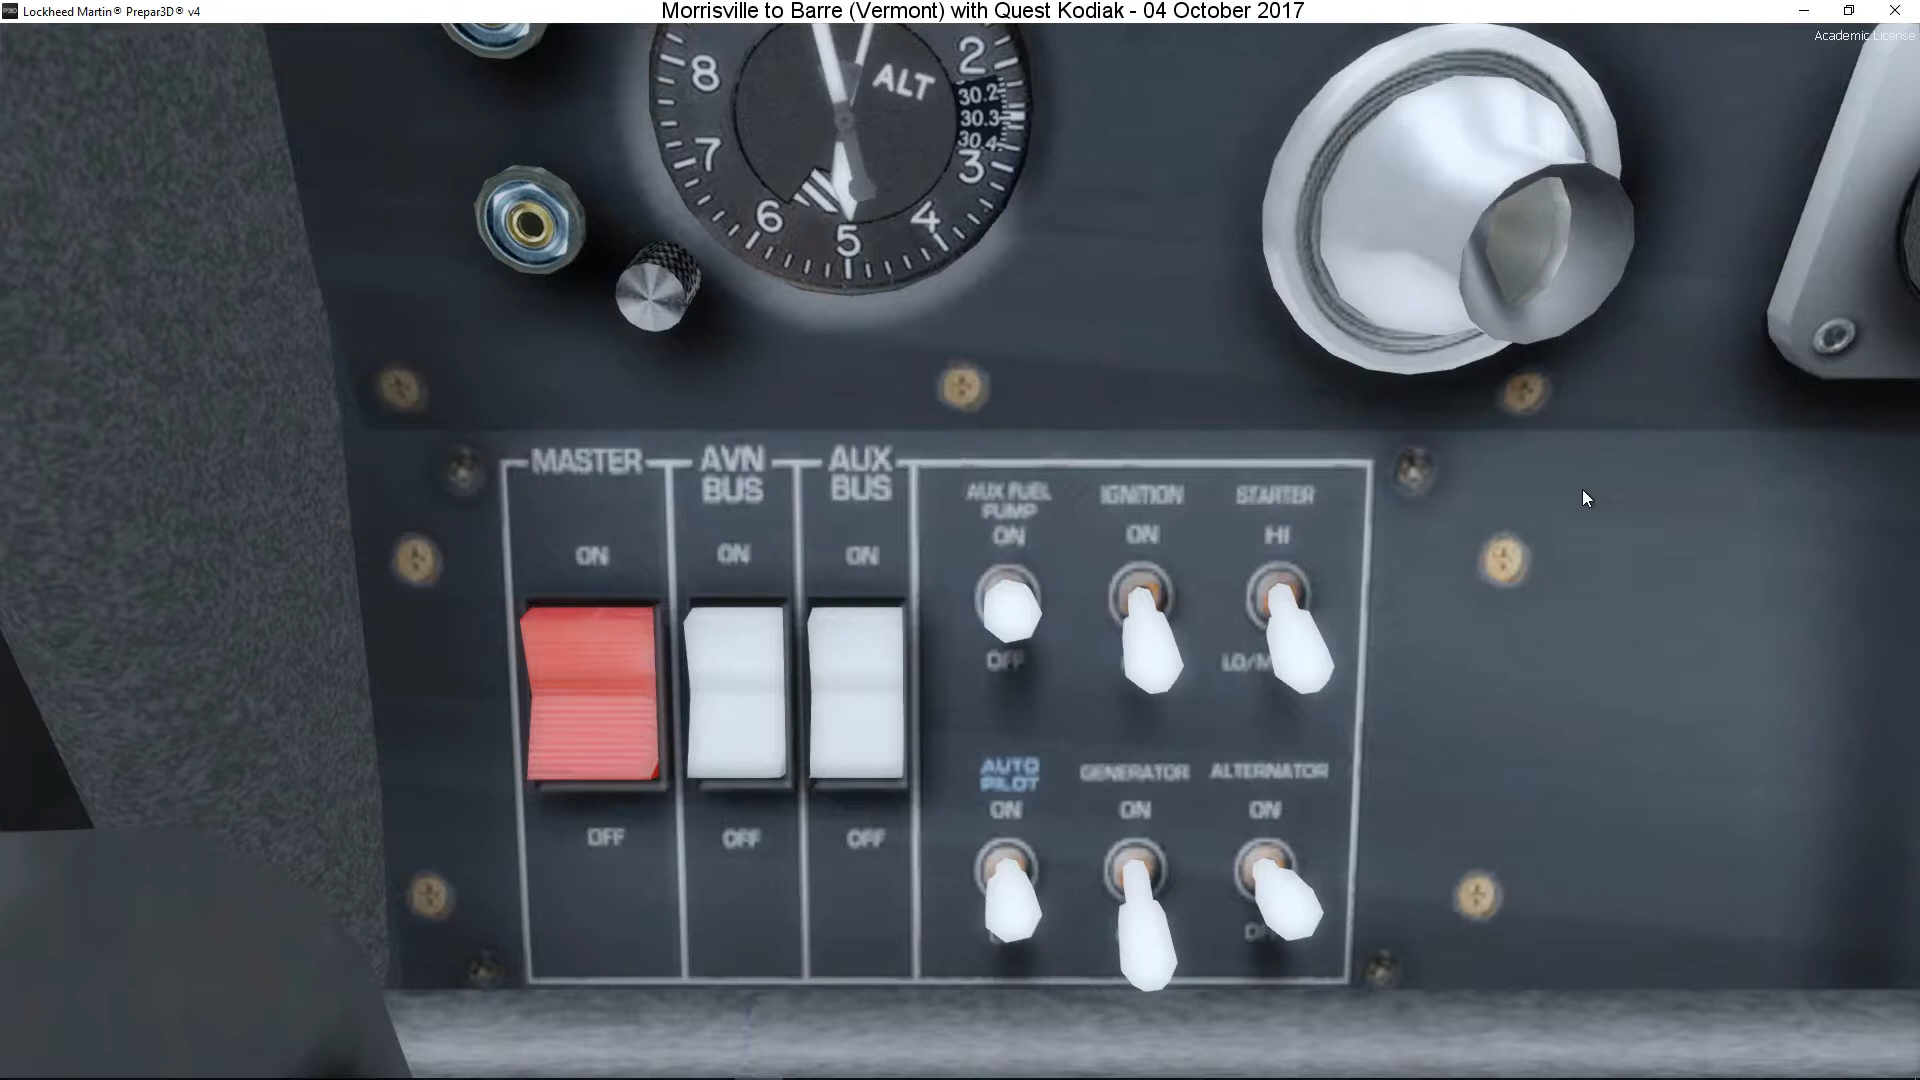 Lockheed Martin® Prepar3D® v4
Morrisville to Barre (Vermont) with Quest Kodiak - 04 October 2017
Academic License
8
2
ALT
30.2
30.3
30.4
7
3
6
4
5
MASTER
AVN
BUS
AUX
BUS
AUX FUEL
PUMP
IGNITION
STARTER
ON
ON
ON
ON
ON
HI
OFF
LO/M
AUTO
PILOT
GENERATOR
ALTERNATOR
ON
ON
ON
OFF
OFF
OFF